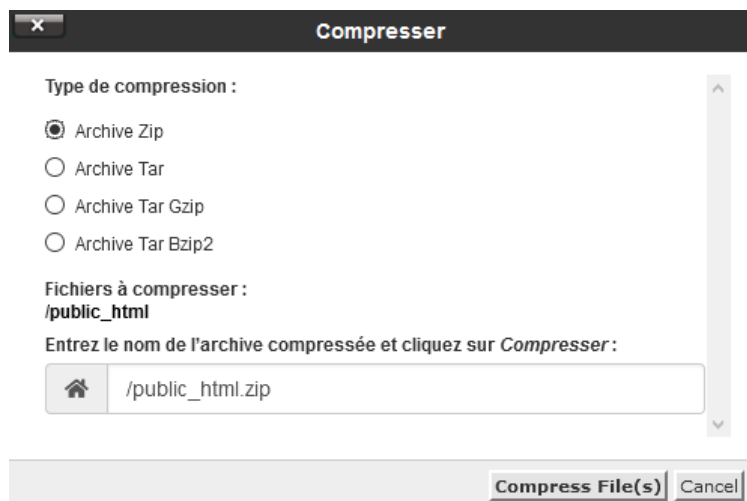 Compresser
Type de compression :
Archive Zip
Archive Tar
Archive Tar Gzip
Archive Tar Bzip2
Fichiers à compresser :
/public_html
Entrez le nom de l'archive compressée et cliquez sur Compresser :
/public_html.zip
Compress File(s) Cancel